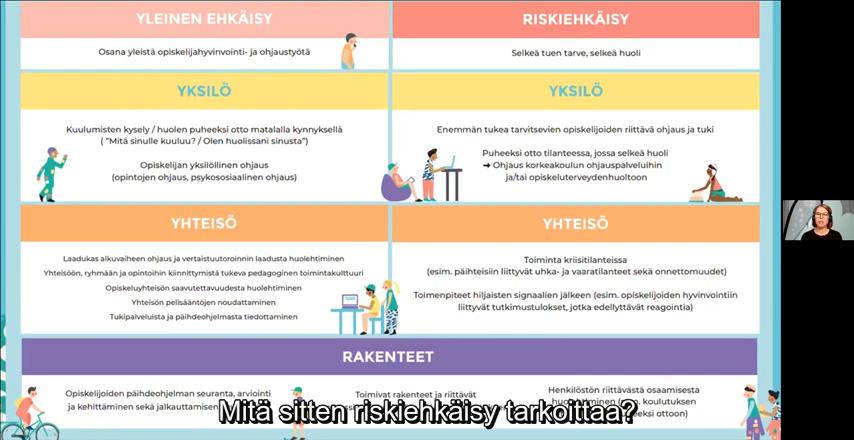 YLEINEN EHKÄISY
Osana yleistä opiskelijahyvinvointi- ja ohjaustyötä
RISKIEHKÄISY
Selkeä tuen tarve, selkeä huoli
YKSILÖ
Kuulumisten kysely / huolen puheeksi otto matalalla kynnyksellä
( "Mitä sinulle kuuluu? / Olen huolissani sinusta")
Opiskelijan yksilöllinen ohjaus
(opintojen ohjaus, psykososiaalinen ohjaus)
YKSILÖ
Enemmän tukea tarvitsevien opiskelijoiden riittävä ohjaus ja tuki
Puheeksi otto tilanteessa, jossa selkeä huoli
➞ Ohjaus korkeakoulun ohjauspalveluihin
ja/tai opiskeluterveydenhuoltoon
YHTEISÖ
Laadukas alkuvaiheen ohjaus ja vertaistuutoroinnin laadusta huolehtiminen
Yhteisöön, ryhmään ja opintoihin kiinnittymistä tukeva pedagoginen toimintakulttuuri
Opiskeluyhteisön saavutettavuudesta huolehtiminen
Yhteisön pelisääntöjen noudattaminen
Tukipalveluista ja päihdeohjelmasta tiedottaminen
YHTEISÖ
Toiminta kriisitilanteissa
(esim. päihteisiin liittyvät uhka- ja vaaratilanteet sekä onnettomuudet)
Toimenpiteet hiljaisten signaalien jälkeen (esim. opiskelijoiden hyvinvointiin
liittyvät tutkimustulokset, jotka edellyttävät reagointia)
RAKENTEET
Opiskelijoiden päihdeohjelman seuranta, arviointi
ja kehittäminen sekä
Toimivat rakenteet ja riittävät
Henkilöstön riittävästä osaamisesta
koulutuksen
ottoon)
Mitä sitten riskiehkäisy tarkoittaa?